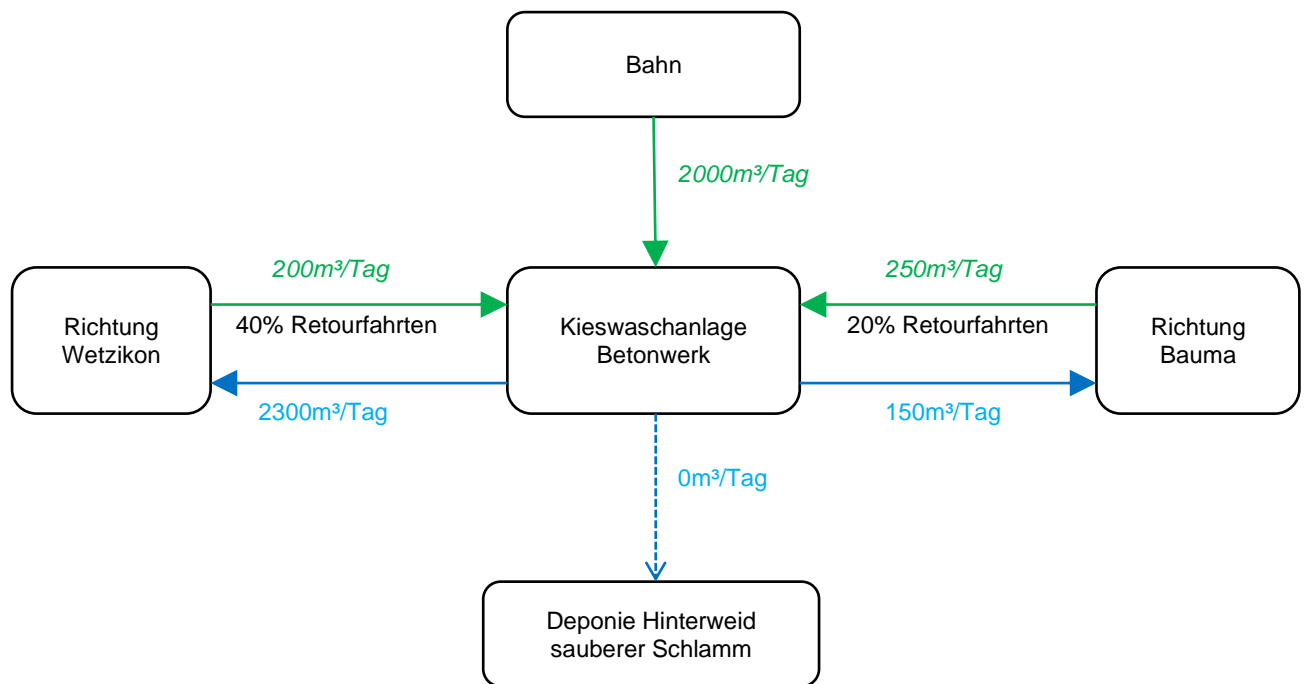 Bahn
2000m³/Tag
200m³/Tag
250m³/Tag
Richtung
Wetzikon
40% Retourfahrten
Kieswaschanlage
Betonwerk
20% Retourfahrten
Richtung
Bauma
2300m³/Tag
150m³/Tag
0m³/Tag
Deponie Hinterweid
sauberer Schlamm